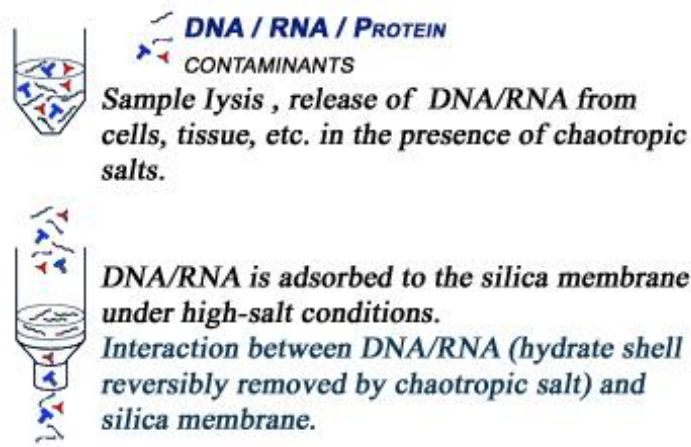 DNA / RNA / PROTEIN
CONTAMINANTS
Sample Iysis , release of DNA/RNA from
cells, tissue, etc. in the presence of chaotropic
salts.
DNA/RNA is adsorbed to the silica membrane
under high-salt conditions.
Interaction between DNA/RNA (hydrate shell
reversibly removed by chaotropic salt) and
silica membrane.